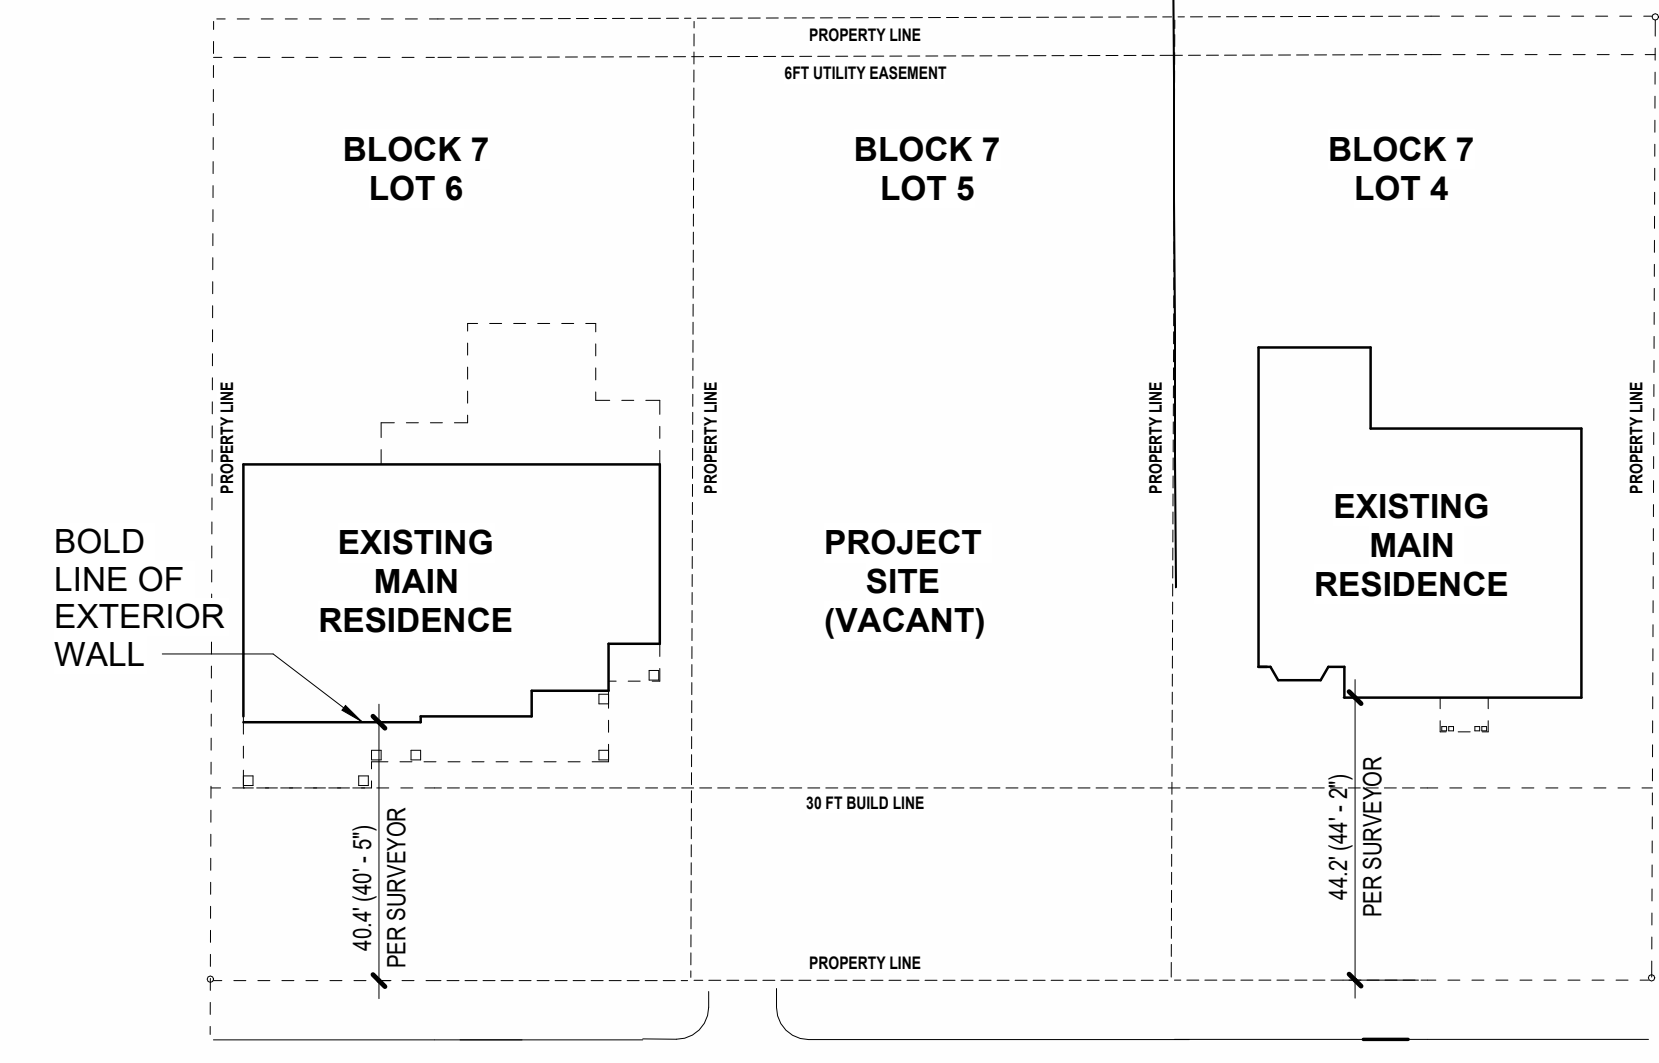 PROPERTY LINE
6FT UTILITY EASEMENT
BLOCK 7
LOT 6
BLOCK 7
LOT 5
BLOCK 7
LOT 4
PROPERTY LINE
PROPERTY LINE
PROPERTY LINE
PROPERTY LINE
BOLD
LINE OF
EXTERIOR
WALL
EXISTING
MAIN
RESIDENCE
PROJECT
SITE
(VACANT)
EXISTING
MAIN
RESIDENCE
30 FT BUILD LINE
40.4' (40' - 5")
PER SURVEYOR
44.2' (44' - 2")
PER SURVEYOR
PROPERTY LINE